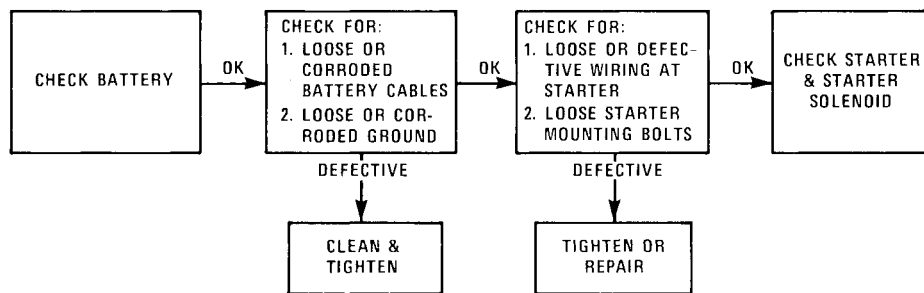 CHECK BATTERY
OK
CHECK FOR:
1. LOOSE OR
CORRODED
BATTERY CABLES
2. LOOSE OR COR-
RODED GROUND
OK
CHECK FOR:
1. LOOSE OR DEFEC-
TIVE WIRING AT
STARTER
2. LOOSE STARTER
MOUNTING BOLTS
OK
CHECK STARTER
& STARTER
SOLENOID
DEFECTIVE
CLEAN &
TIGHTEN
DEFECTIVE
TIGHTEN OR
REPAIR